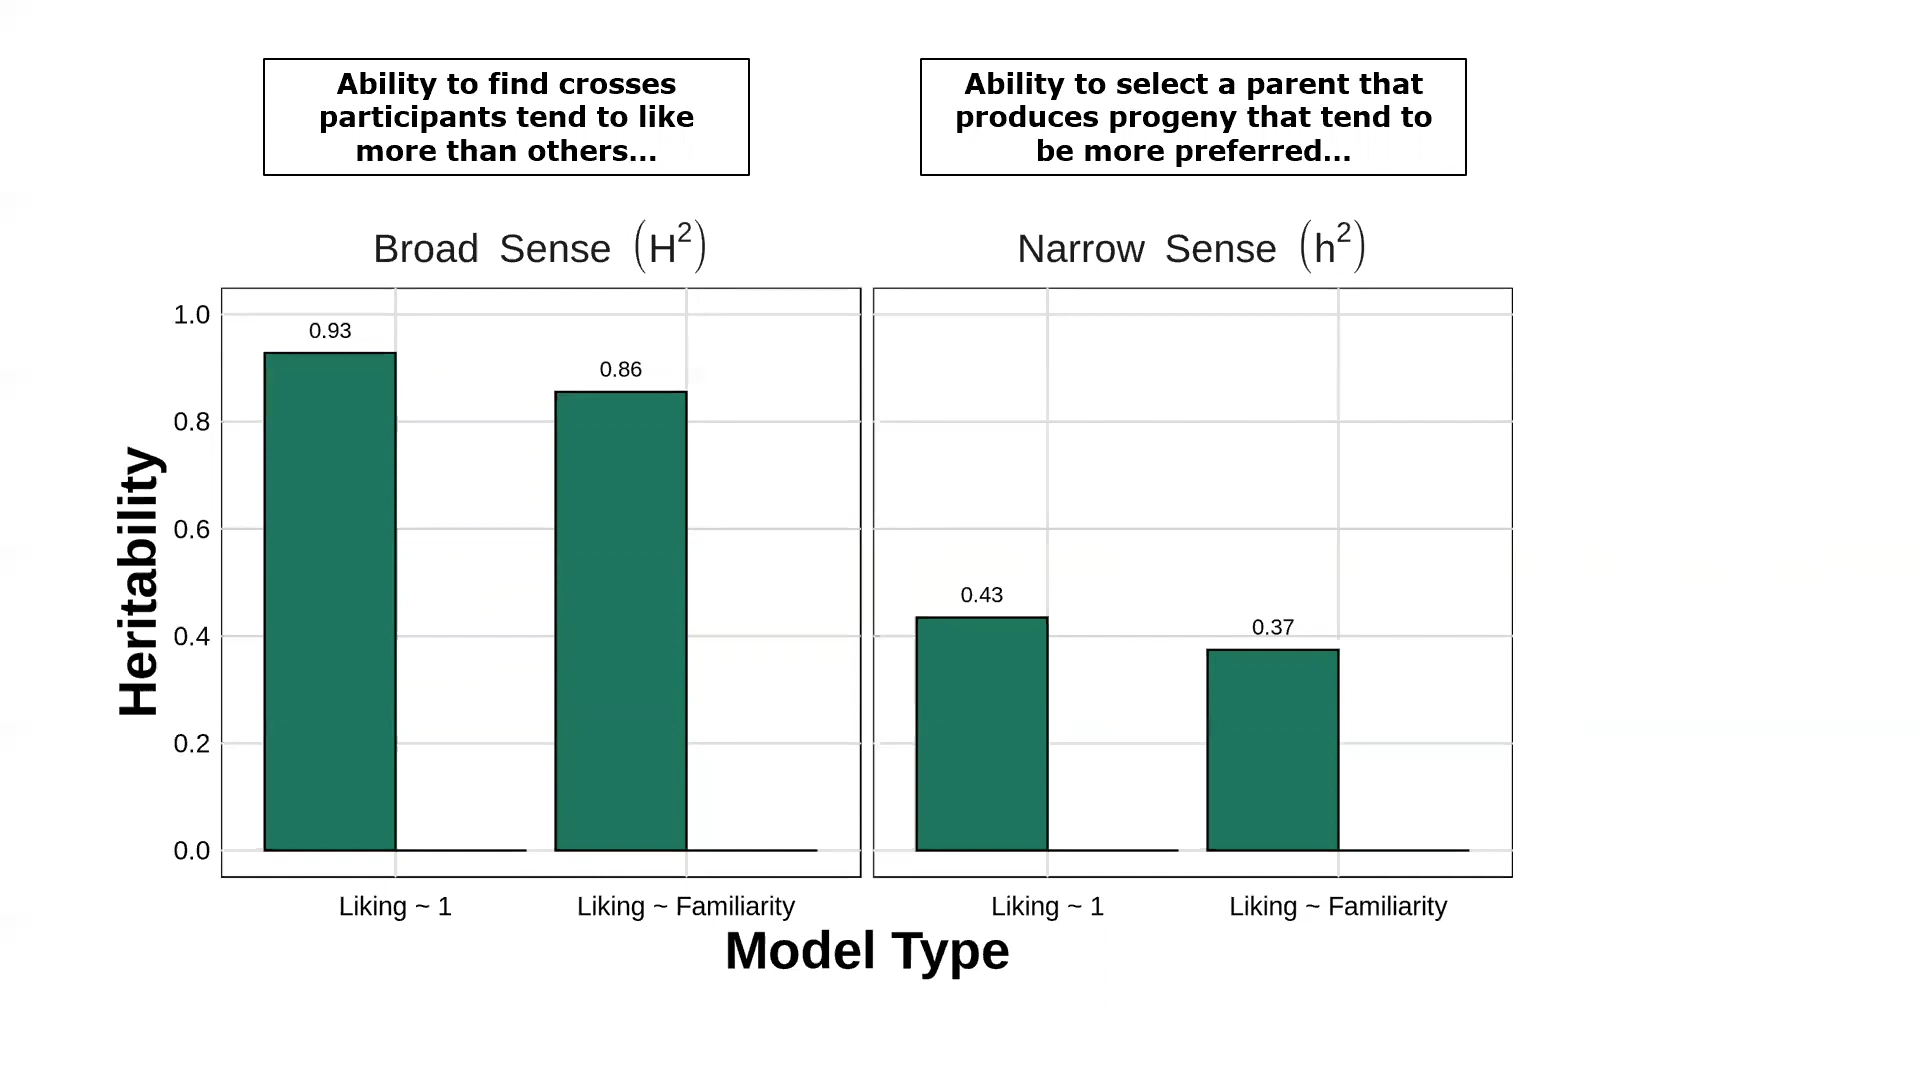 Ability to find crosses
participants tend to like
more than others...
Ability to select a parent that
produces progeny that tend to
be more preferred...
Broad Sense (H²)
Narrow Sense (h²)
Heritability
1.0
0.8
0.6
0.4
0.2
0.0
0.93
0.86
0.43
0.37
Liking ~ 1
Liking ~ Familiarity
Liking ~ 1
Liking ~ Familiarity
Model Type